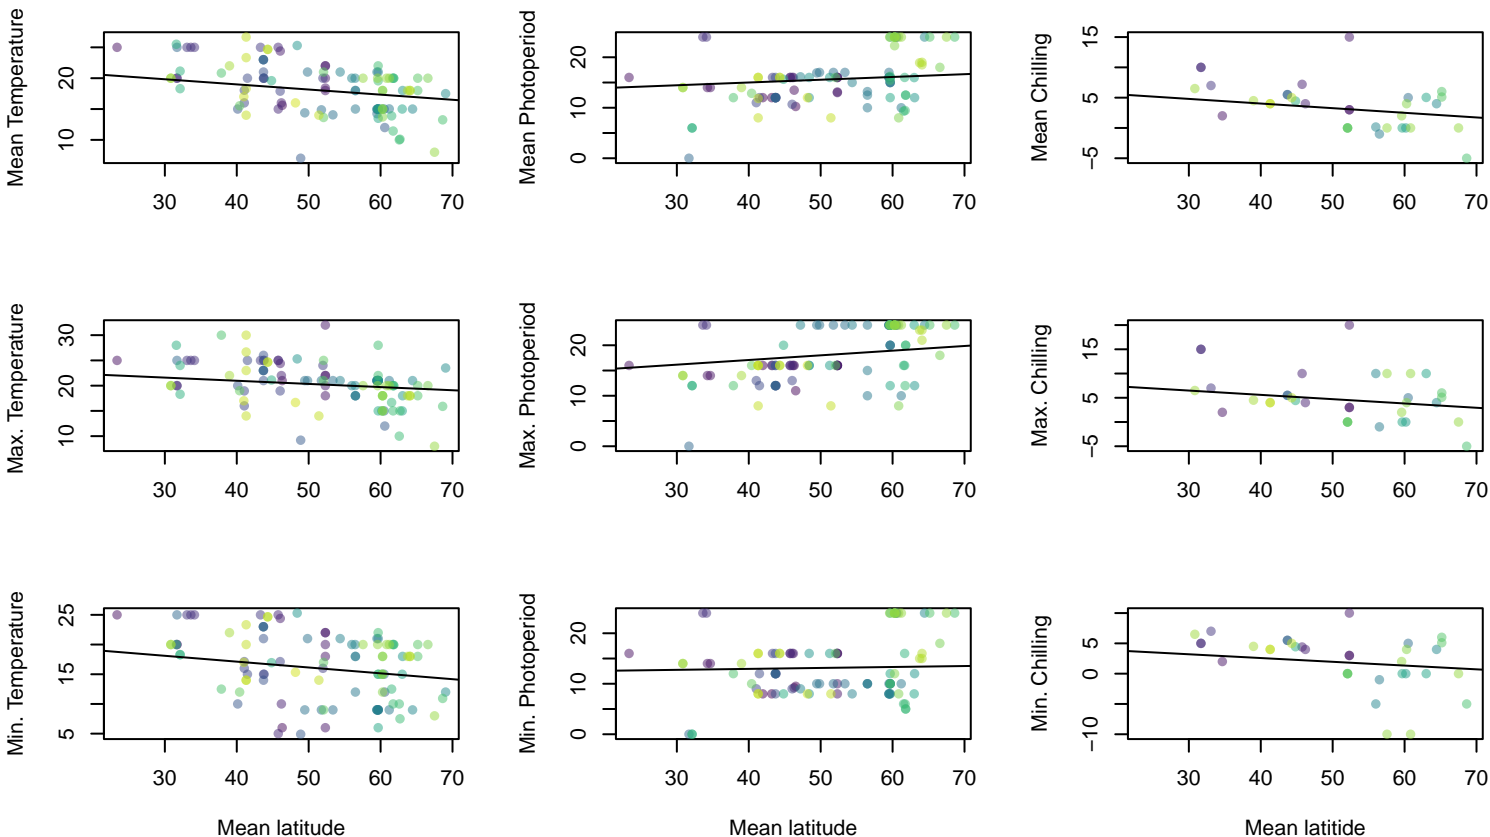 Mean Temperature
10
20
30 40 50 60 70
Mean Photoperiod
0
10
20
30 40 50 60 70
Mean Chilling
−5
5
15
30 40 50 60 70
Max. Temperature
10
20
30
30 40 50 60 70
Max. Photoperiod
0
10
20
30 40 50 60 70
Max. Chilling
−5
5
15
30 40 50 60 70
Min. Temperature
5
15
25
30 40 50 60 70
Mean latitude
Min. Photoperiod
0
10
20
30 40 50 60 70
Mean latitude
Min. Chilling
−10
0
5
30 40 50 60 70
Mean latitide